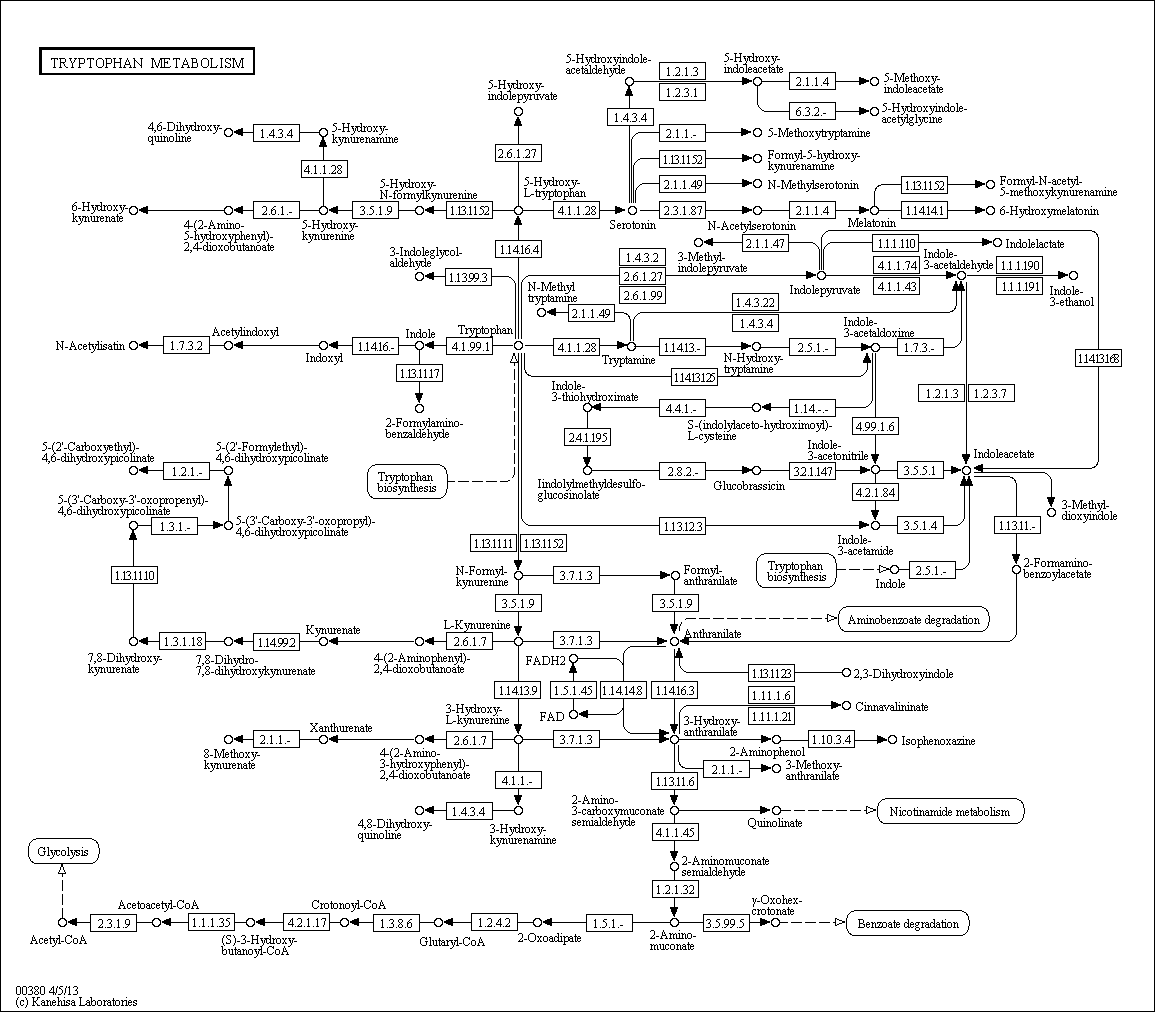 TRYPTOPHAN METABOLISM
5-Hydroxyindole-
acetaldehyde
1.2.1.3
1.2.3.1
5-Hydroxy-
indoleacetate
2.1.1.4
5-Methoxy-
indoleacetate
6.3.2.-
5-Hydroxyindole-
acetylglycine
5-Hydroxy-
indolepyruvate
1.4.3.4
4,6-Dihydroxy-
quinoline
1.4.3.4
5-Hydroxy-
kynurenamine
2.1.1.-
5-Methoxytryptamine
2.6.1.27
1.13.11.52
Formyl-5-hydroxy-
kynurenamine
4.1.1.28
5-Hydroxy-
N-formylkynurenine
5-Hydroxy-
L-tryptophan
2.1.1.49
N-Methylserotonin
1.13.11.52
Formyl-N-acetyl-
5-methoxykynurenamine
6-Hydroxy-
kynurenate
2.6.1.-
3.5.1.9
1.13.11.52
4.1.1.28
2.3.1.87
2.1.1.4
1.14.14.1
6-Hydroxymelatonin
4-(2-Amino-
5-hydroxyphenyl)-
2,4-dioxobutanoate
5-Hydroxy-
kynurenine
Serotonin
N-Acetylserotonin
Melatonin
1.14.16.4
3-Indoleglycol-
aldehyde
1.13.99.3
1.4.3.2
2.6.1.27
2.6.1.99
3-Methyl-
indolepyruvate
2.1.1.47
1.1.1.110
Indolelactate
Indole-
3-acetaldehyde
4.1.1.74
4.1.1.43
1.1.1.190
1.1.1.191
Indole-
3-ethanol
Indolepyruvate
N-Methyl
tryptamine
2.1.1.49
1.4.3.22
1.4.3.4
N-Acetylisatin
1.7.3.2
Acetylindoxyl
Indoxyl
1.14.16.-
Indole
4.1.99.1
Tryptophan
4.1.1.28
Tryptamine
1.14.13.-
N-Hydroxy-
tryptamine
2.5.1.-
Indole-
3-acetaldoxime
1.7.3.-
1.14.13.168
1.13.11.17
1.14.13.125
2-Formylamino-
benzaldehyde
Indole-
3-thiohydroximate
4.4.1.-
1.14.-.-
S-(indolylaceto-hydroximoyl)-
L-cysteine
1.2.1.3
1.2.3.7
2.4.1.195
4.99.1.6
5-(2'-Carboxyethyl)-
4,6-dihydroxypicolinate
1.2.1.-
5-(2'-Formylethyl)-
4,6-dihydroxypicolinate
Tryptophan
biosynthesis
Iindolylmethyldesulfo-
glucosinolate
2.8.2.-
Glucobrassicin
3.2.1.147
Indole-
3-acetonitrile
3.5.5.1
Indoleacetate
4.2.1.84
3-Methyl-
dioxyindole
5-(3'-Carboxy-3'-oxopropenyl)-
4,6-dihydroxypicolinate
1.3.1.-
5-(3'-Carboxy-3'-oxopropyl)-
4,6-dihydroxypicolinate
1.13.12.3
3.5.1.4
1.13.11.-
Indole-
3-acetamide
1.13.11.11
1.13.11.52
1.13.11.10
N-Formyl-
kynurenine
3.7.1.3
Formyl-
anthranilate
Tryptophan
biosynthesis
Indole
2.5.1.-
2-Formamino-
benzoylacetate
3.5.1.9
3.5.1.9
Aminobenzoate degradation
7,8-Dihydroxy-
kynurenate
1.3.1.18
7,8-Dihydro-
7,8-dihydroxykynurenate
1.14.99.2
Kynurenate
4-(2-Aminophenyl)-
2,4-dioxobutanoate
2.6.1.7
L-Kynurenine
3.7.1.3
Anthranilate
FADH2
1.14.13.9
1.5.1.45
1.14.14.8
1.14.16.3
FAD
1.13.11.23
2,3-Dihydroxyindole
1.11.1.6
1.11.1.21
Cinnavalininate
8-Methoxy-
kynurenate
2.1.1.-
Xanthurenate
4-(2-Amino-
3-hydroxyphenyl)-
2,4-dioxobutanoate
2.6.1.7
3-Hydroxy-
L-kynurenine
3.7.1.3
3-Hydroxy-
anthranilate
2-Aminophenol
1.10.3.4
Isophenoxazine
2.1.1.-
3-Methoxy-
anthranilate
4.1.1.-
1.13.11.6
4,8-Dihydroxy-
quinoline
1.4.3.4
3-Hydroxy-
kynurenamine
2-Amino-
3-carboxymuconate
semialdehyde
Quinolinate
Nicotinamide metabolism
4.1.1.45
Glycolysis
2-Aminomuconate
semialdehyde
1.2.1.32
Acetyl-CoA
2.3.1.9
Acetoacetyl-CoA
1.1.1.35
(S)-3-Hydroxy-
butanoyl-CoA
4.2.1.17
Crotonoyl-CoA
1.3.8.6
Glutaryl-CoA
1.2.4.2
2-Oxoadipate
1.5.1.-
2-Amino-
muconate
3.5.99.5
γ-Oxohex-
crotonate
Benzoate degradation
00380 4/5/13
(c) Kanehisa Laboratories